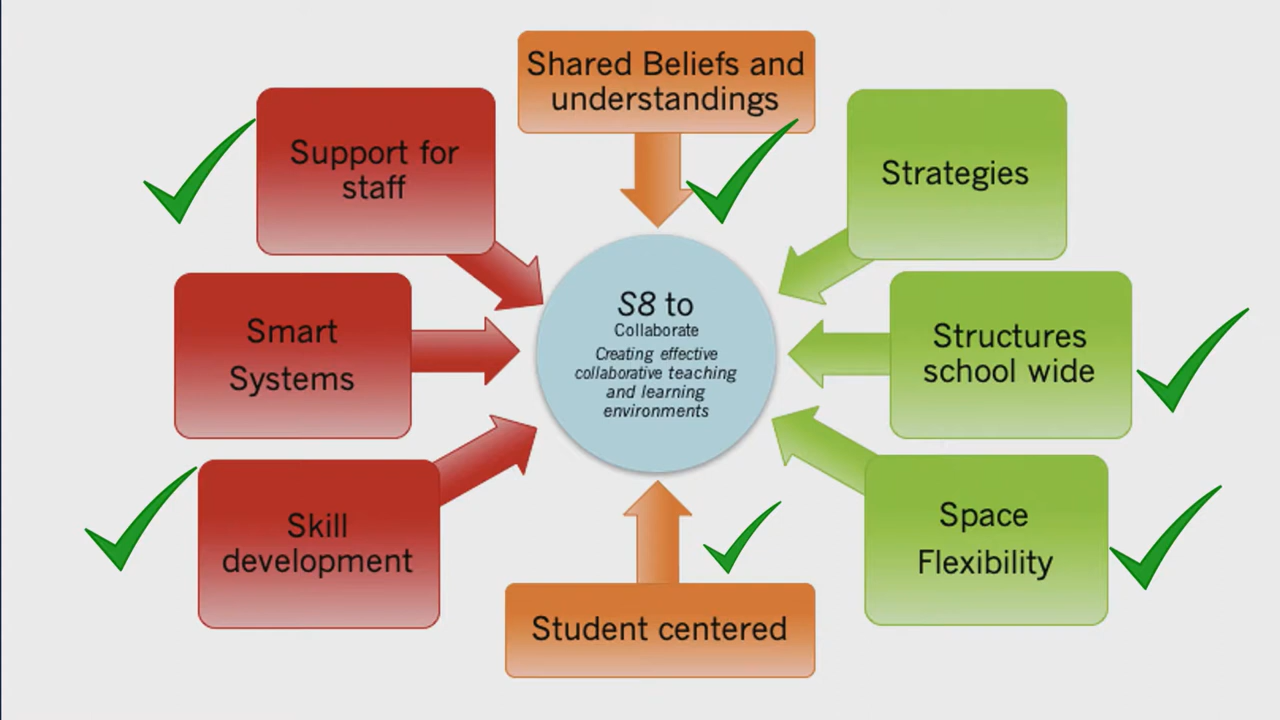 Shared Beliefs and
understandings
Support for
staff
Strategies
Smart
Systems
S8 to
Collaborate
Creating effective
collaborative teaching
and learning
environments
Structures
school wide
Skill
development
Space
Flexibility
Student centered